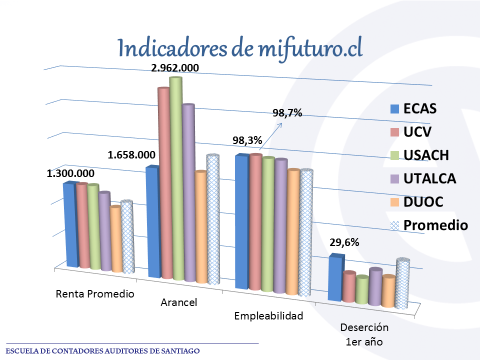 Indicadores de mifuturo.cl
2.962.000
98,7%
98,3%
1.658.000
1.300.000
29,6%
ECAS
UCV
USACH
UTALCA
DUOC
Promedio
Renta Promedio
Arancel
Empleabilidad
Deserción
1er año
ESCUELA DE CONTADORES AUDITORES DE SANTIAGO